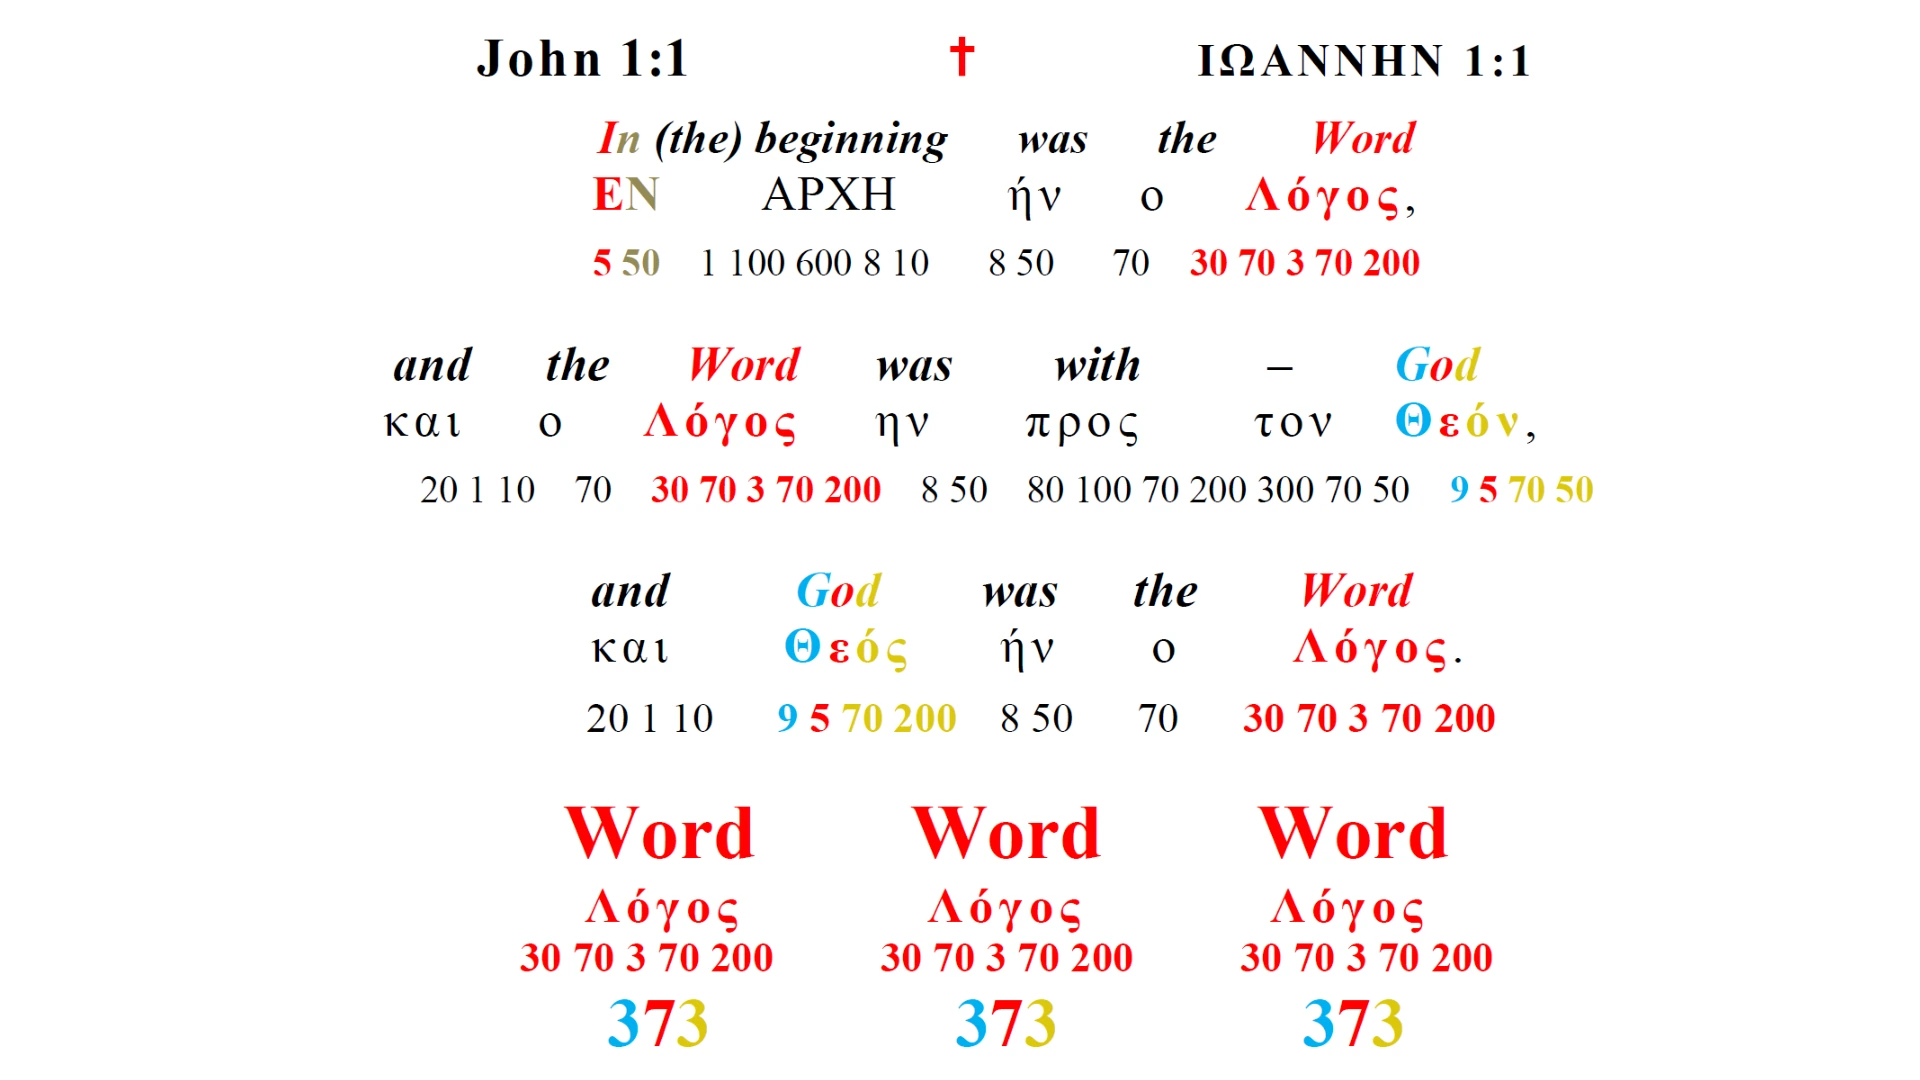 John 1:1 ✝ ΙΩΑΝΝΗΝ 1:1
In (the) beginning was the Word
ΕΝ ΑΡΧΗ ήν ο Λόγος,
5 50 1 100 600 8 10 8 50 70 30 70 3 70 200
and the Word was with – God
και ο Λόγος ην προς τον Θεόν,
20 1 10 70 30 70 3 70 200 8 50 80 100 70 200 300 70 50 9 5 70 50
and God was the Word
και Θεός ήν ο Λόγος.
20 1 10 9 5 70 200 8 50 70 30 70 3 70 200
Word Word Word
Λόγος Λόγος Λόγος
30 70 3 70 200 30 70 3 70 200 30 70 3 70 200
373 373 373